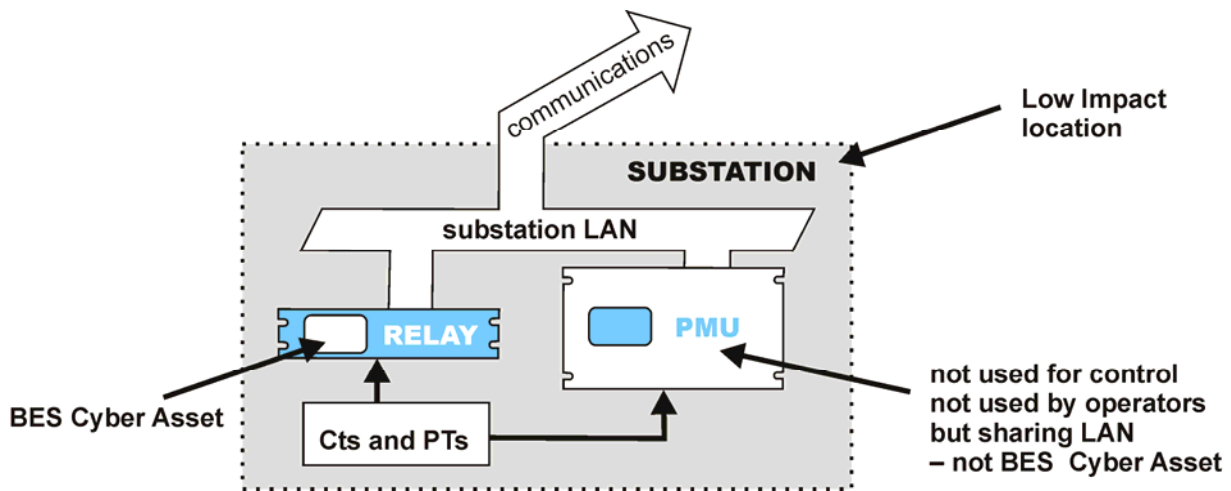 communications
Low Impact
location
SUBSTATION
substation LAN
RELAY
PMU
BES Cyber Asset
Cts and PTs
not used for control
not used by operators
but sharing LAN
– not BES Cyber Asset